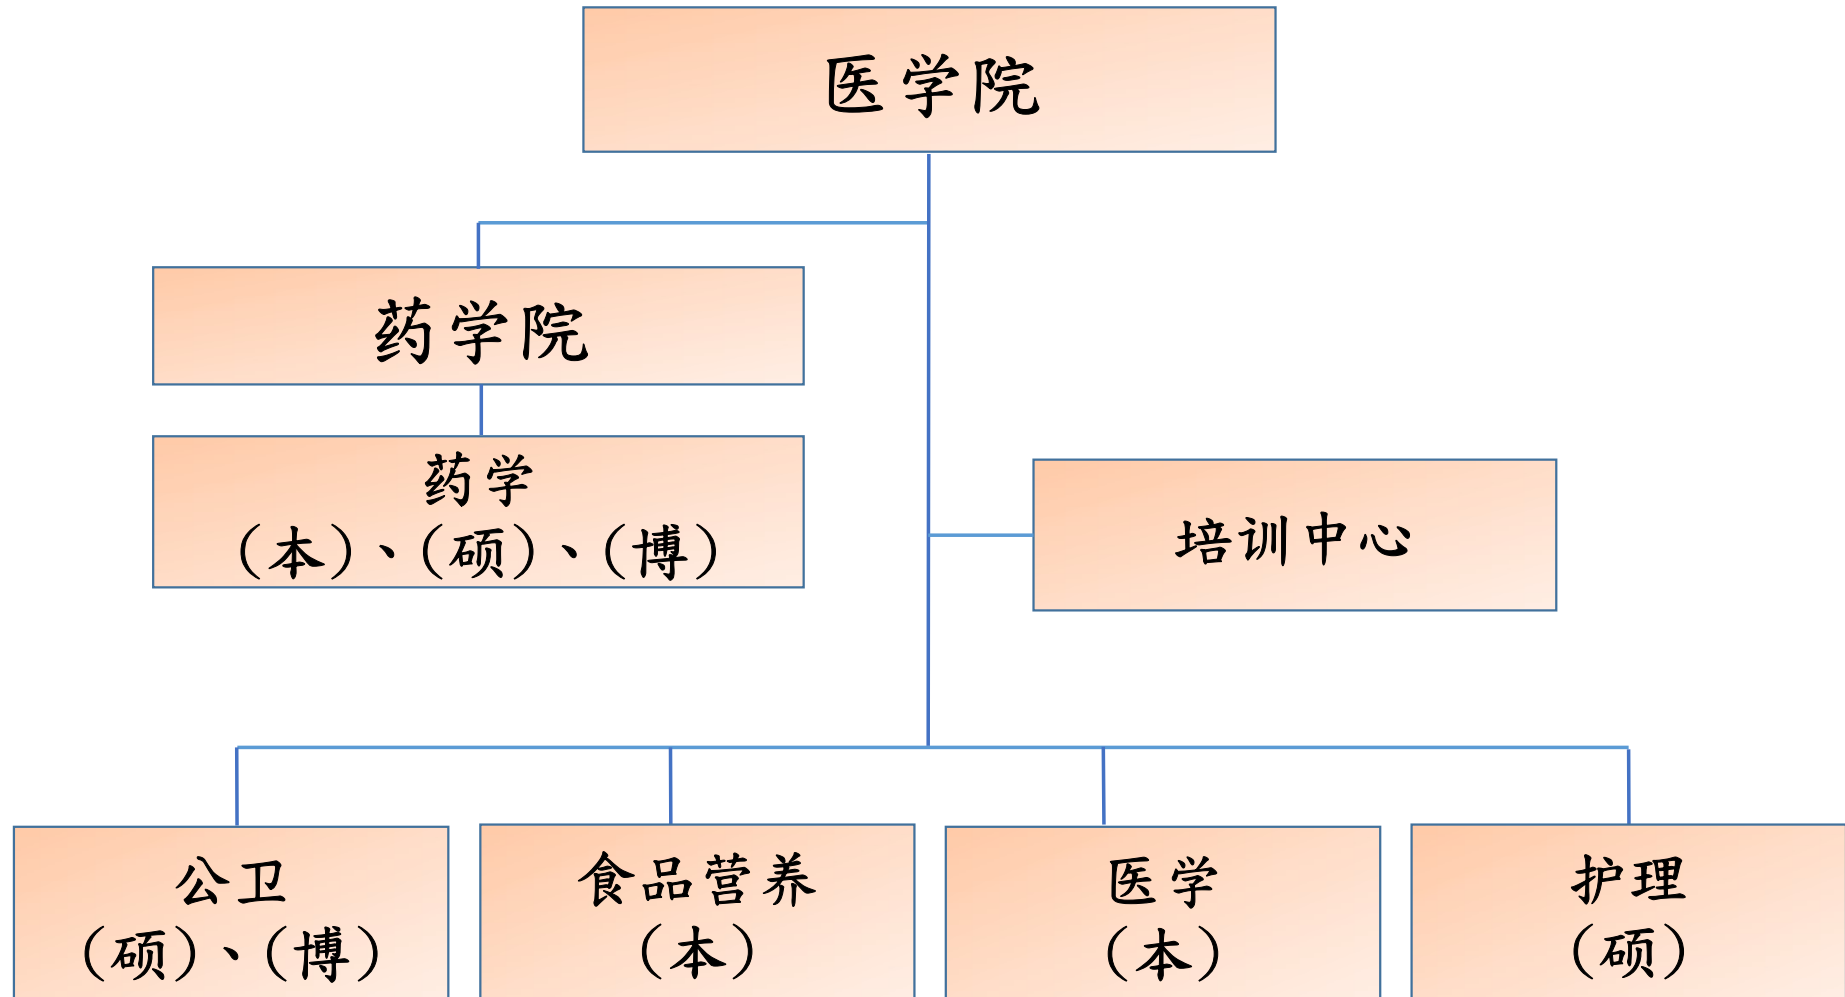 医学院
药学院
药学
（本）、（硕）、（博）
培训中心
公卫
（硕）、（博）
食品营养
（本）
医学
（本）
护理
（硕）